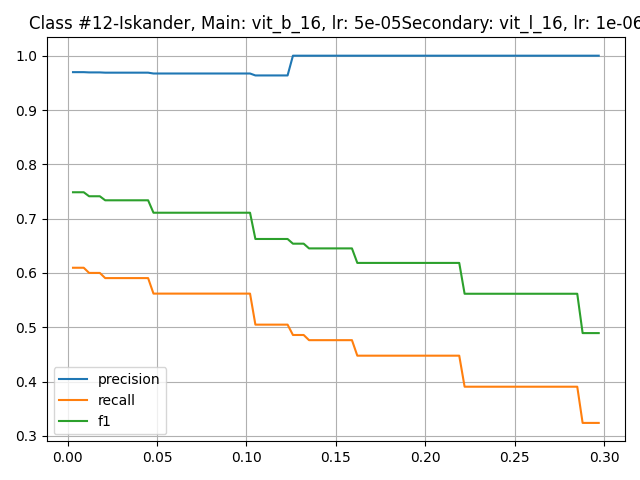 Class #12-Iskander, Main: vit_b_16, lr: 5e-05Secondary: vit_l_16, lr: 1e-06
1.0
0.9
0.8
0.7
0.6
0.5
0.4
0.3
precision
recall
f1
0.00 0.05 0.10 0.15 0.20 0.25 0.30